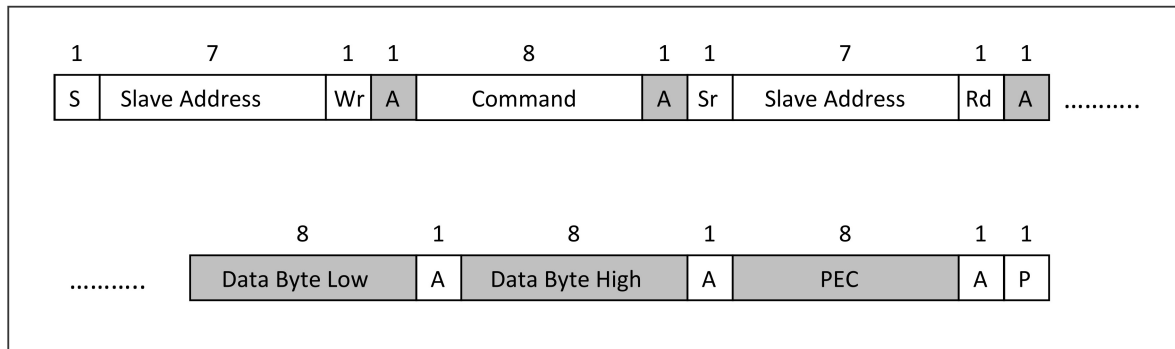 1 7 1 1 8 1 1 7 1 1
S Slave Address Wr A Command A Sr Slave Address Rd A ...........
8 1 8 1 8 1 1
........... Data Byte Low A Data Byte High A PEC A P